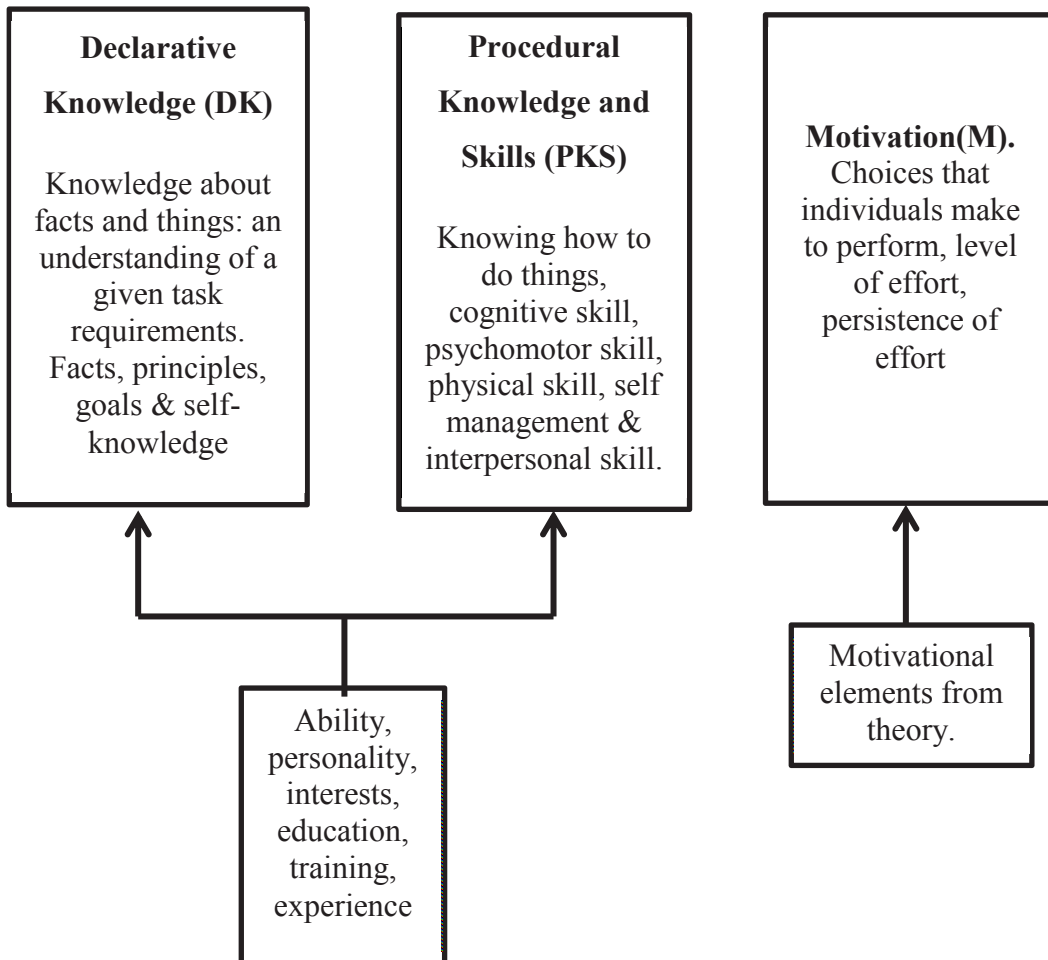 Declarative
Knowledge (DK)
Knowledge about
facts and things: an
understanding of a
given task
requirements.
Facts, principles,
goals & self-
knowledge
Procedural
Knowledge and
Skills (PKS)
Knowing how to
do things,
cognitive skill,
psychomotor skill,
physical skill, self
management &
interpersonal skill.
Motivation(M).
Choices that
individuals make
to perform, level
of effort,
persistence of
effort
Ability,
personality,
interests,
education,
training,
experience
Motivational
elements from
theory.